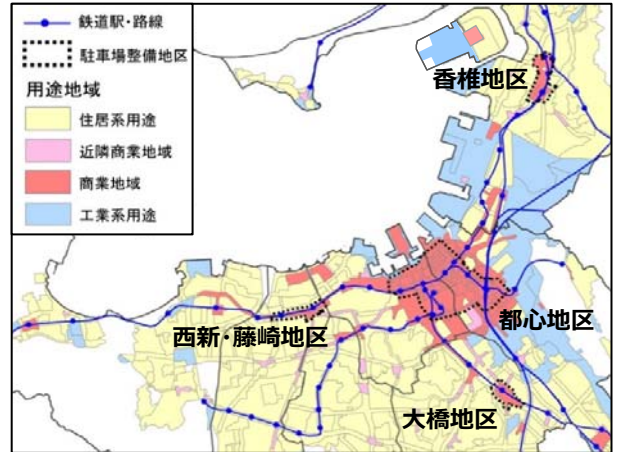 鉄道駅・路線
駐車場整備地区
用途地域
住居系用途
近隣商業地域
商業地域
工業系用途
香椎地区
西新・藤崎地区
都心地区
大橋地区